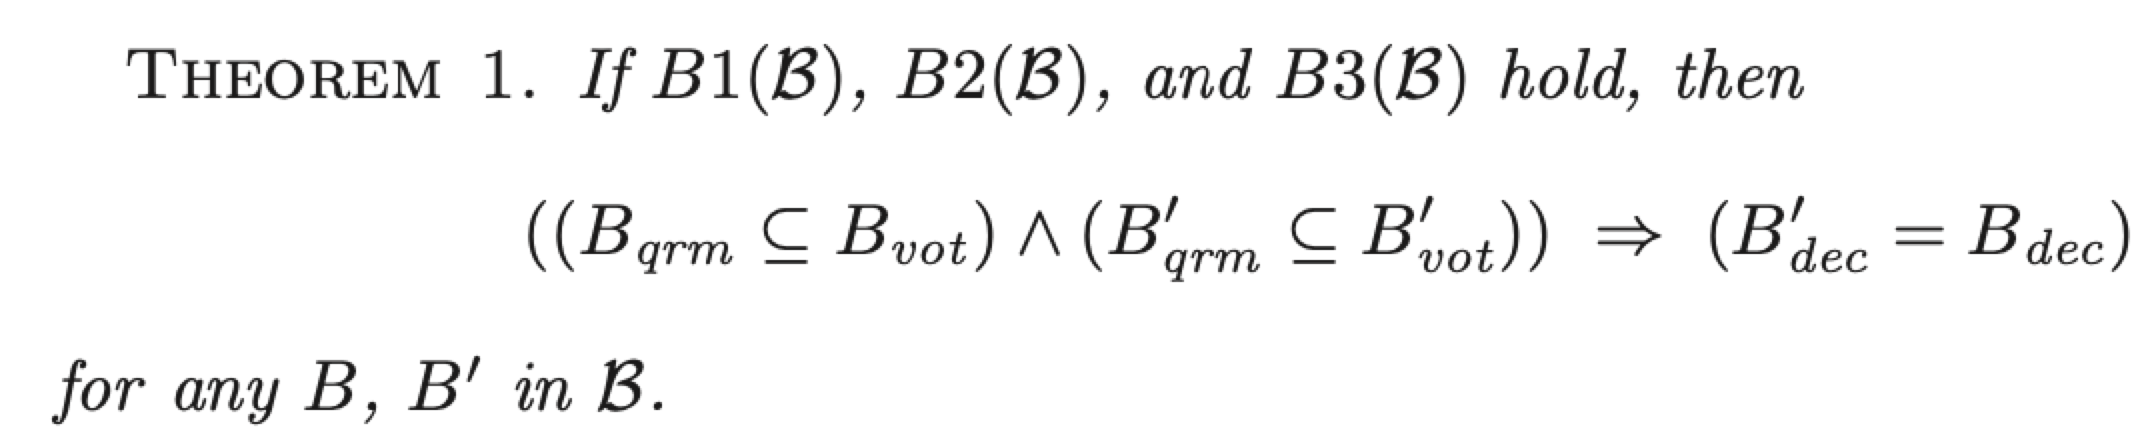 THEOREM 1. If B1(ℬ), B2(ℬ), and B3(ℬ) hold, then
((B_qrm ⊆ B_vot) ∧ (B′_qrm ⊆ B′_vot)) ⇒ (B′_dec = B_dec)
for any B, B′ in ℬ.